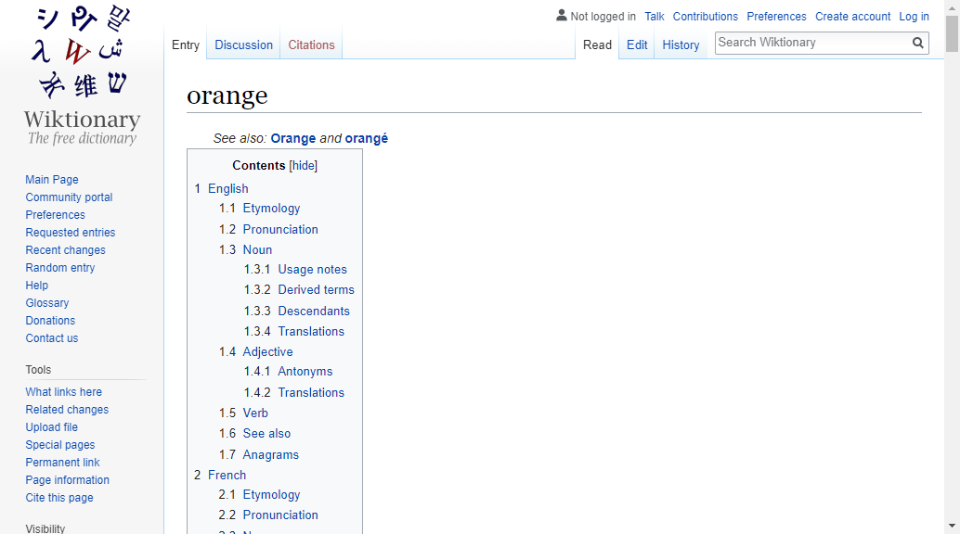 Not logged in Talk Contributions Preferences Create account Log in
Entry Discussion Citations Read Edit History Search Wiktionary
シ
말
λ
W
ش
维
ש
Wiktionary
The free dictionary
Main Page
Community portal
Preferences
Requested entries
Recent changes
Random entry
Help
Glossary
Donations
Contact us
Tools
What links here
Related changes
Upload file
Special pages
Permanent link
Page information
Cite this page
Visibility
orange
See also: Orange and orangé
Contents [hide]
1 English
1.1 Etymology
1.2 Pronunciation
1.3 Noun
1.3.1 Usage notes
1.3.2 Derived terms
1.3.3 Descendants
1.3.4 Translations
1.4 Adjective
1.4.1 Antonyms
1.4.2 Translations
1.5 Verb
1.6 See also
1.7 Anagrams
2 French
2.1 Etymology
2.2 Pronunciation